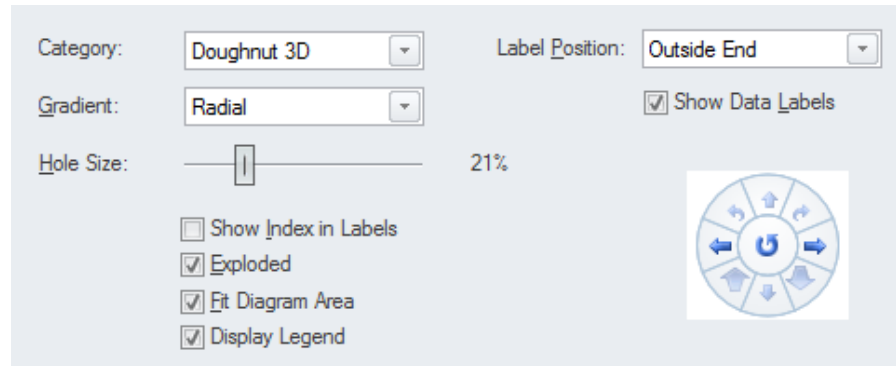 Category: Doughnut 3D
Label Position: Outside End
Gradient: Radial
Show Data Labels
Hole Size: 21%
Show Index in Labels
Exploded
Fit Diagram Area
Display Legend